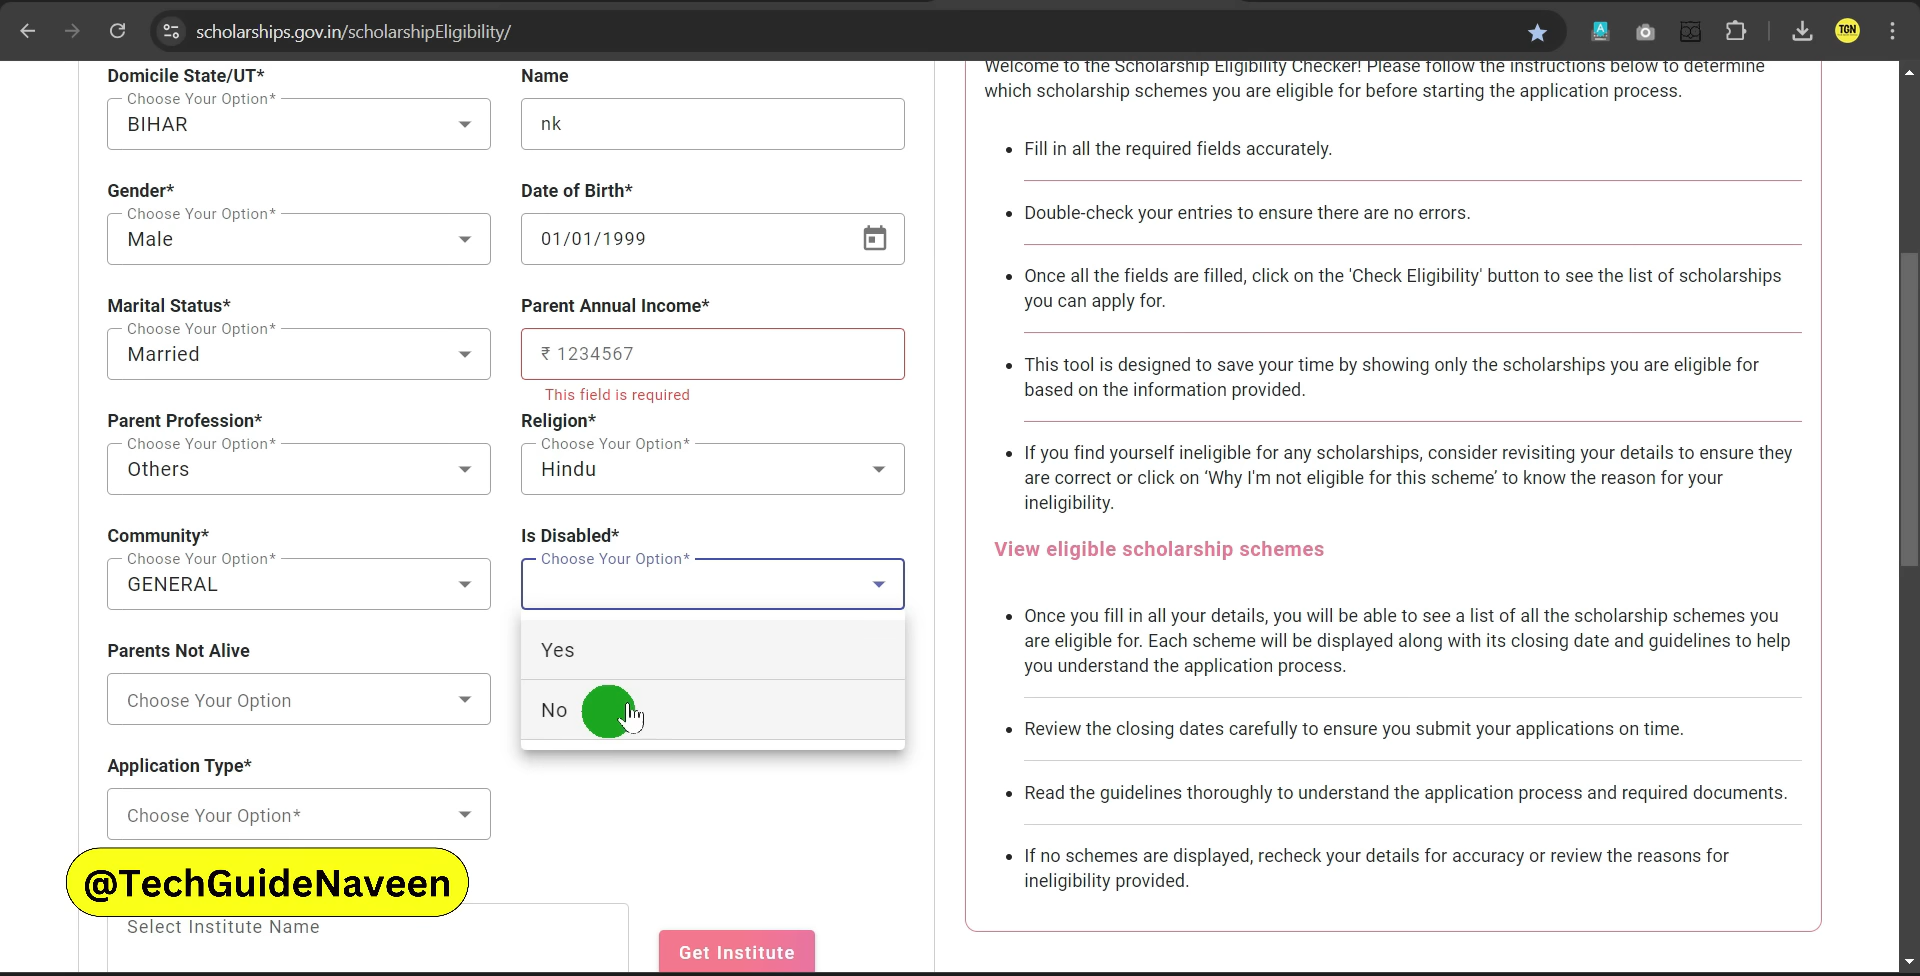 scholarships.gov.in/scholarshipEligibility/
TGN
Domicile State/UT*
Choose Your Option*
BIHAR
Name
nk
Gender*
Choose Your Option*
Male
Date of Birth*
01/01/1999
Marital Status*
Choose Your Option*
Married
Parent Annual Income*
₹ 1234567
This field is required
Parent Profession*
Choose Your Option*
Others
Religion*
Choose Your Option*
Hindu
Community*
Choose Your Option*
GENERAL
Is Disabled*
Choose Your Option*
Yes
No
Parents Not Alive
Choose Your Option
Application Type*
Choose Your Option*
@TechGuideNaveen
Select Institute Name
Get Institute
Welcome to the Scholarship Eligibility Checker! Please follow the instructions below to determine
which scholarship schemes you are eligible for before starting the application process.
Fill in all the required fields accurately.
Double-check your entries to ensure there are no errors.
Once all the fields are filled, click on the 'Check Eligibility' button to see the list of scholarships
you can apply for.
This tool is designed to save your time by showing only the scholarships you are eligible for
based on the information provided.
If you find yourself ineligible for any scholarships, consider revisiting your details to ensure they
are correct or click on ‘Why I'm not eligible for this scheme’ to know the reason for your
ineligibility.
View eligible scholarship schemes
Once you fill in all your details, you will be able to see a list of all the scholarship schemes you
are eligible for. Each scheme will be displayed along with its closing date and guidelines to help
you understand the application process.
Review the closing dates carefully to ensure you submit your applications on time.
Read the guidelines thoroughly to understand the application process and required documents.
If no schemes are displayed, recheck your details for accuracy or review the reasons for
ineligibility provided.